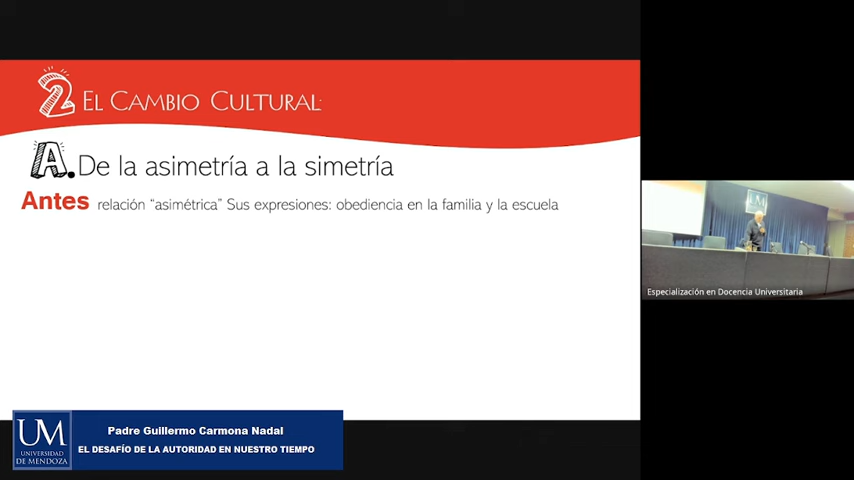 2 EL CAMBIO CULTURAL:
A. De la asimetría a la simetría
Antes relación “asimétrica” Sus expresiones: obediencia en la familia y la escuela
UM
Especialización en Docencia Universitaria
UM
UNIVERSIDAD
DE MENDOZA
Padre Guillermo Carmona Nadal
EL DESAFÍO DE LA AUTORIDAD EN NUESTRO TIEMPO